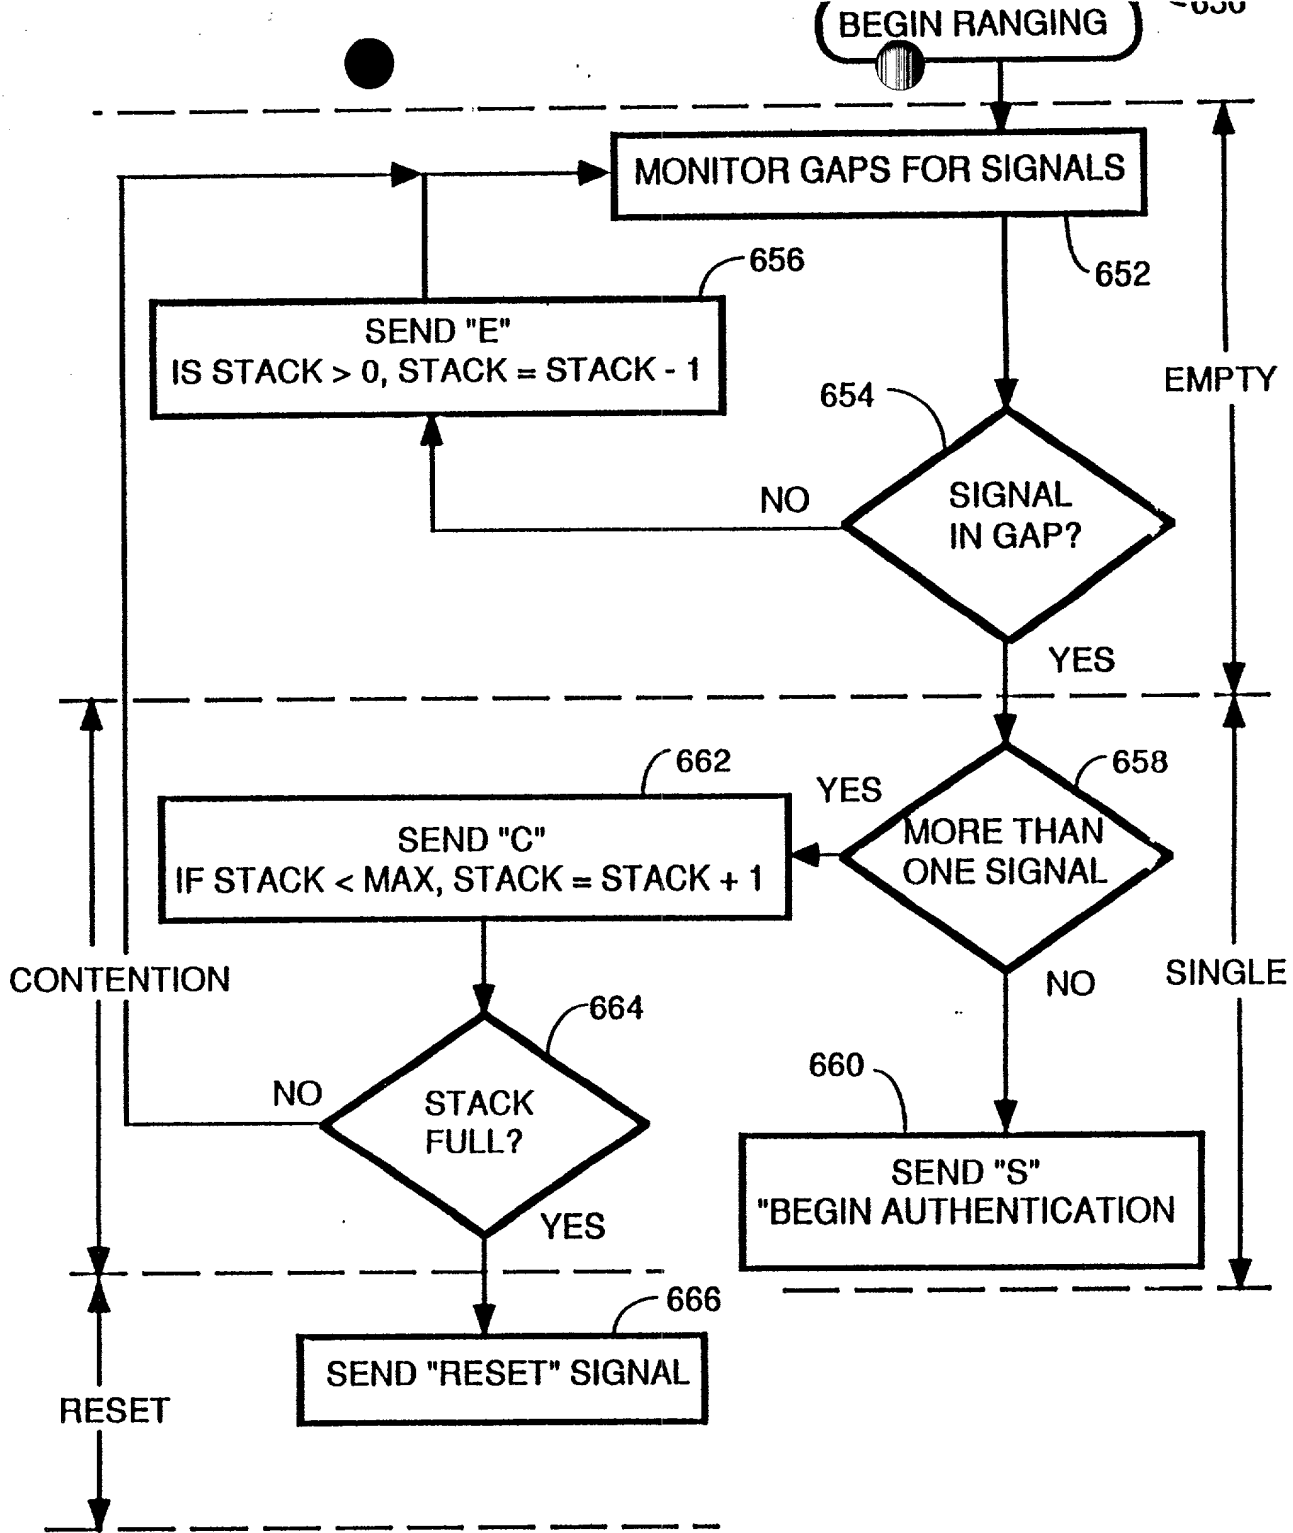 BEGIN RANGING
MONITOR GAPS FOR SIGNALS
652
656
SEND "E"
IS STACK > 0, STACK = STACK - 1
EMPTY
654
SIGNAL
IN GAP?
NO
YES
658
662
YES
MORE THAN
ONE SIGNAL
SEND "C"
IF STACK < MAX, STACK = STACK + 1
CONTENTION
SINGLE
NO
664
STACK
FULL?
NO
660
SEND "S"
"BEGIN AUTHENTICATION
YES
666
SEND "RESET" SIGNAL
RESET